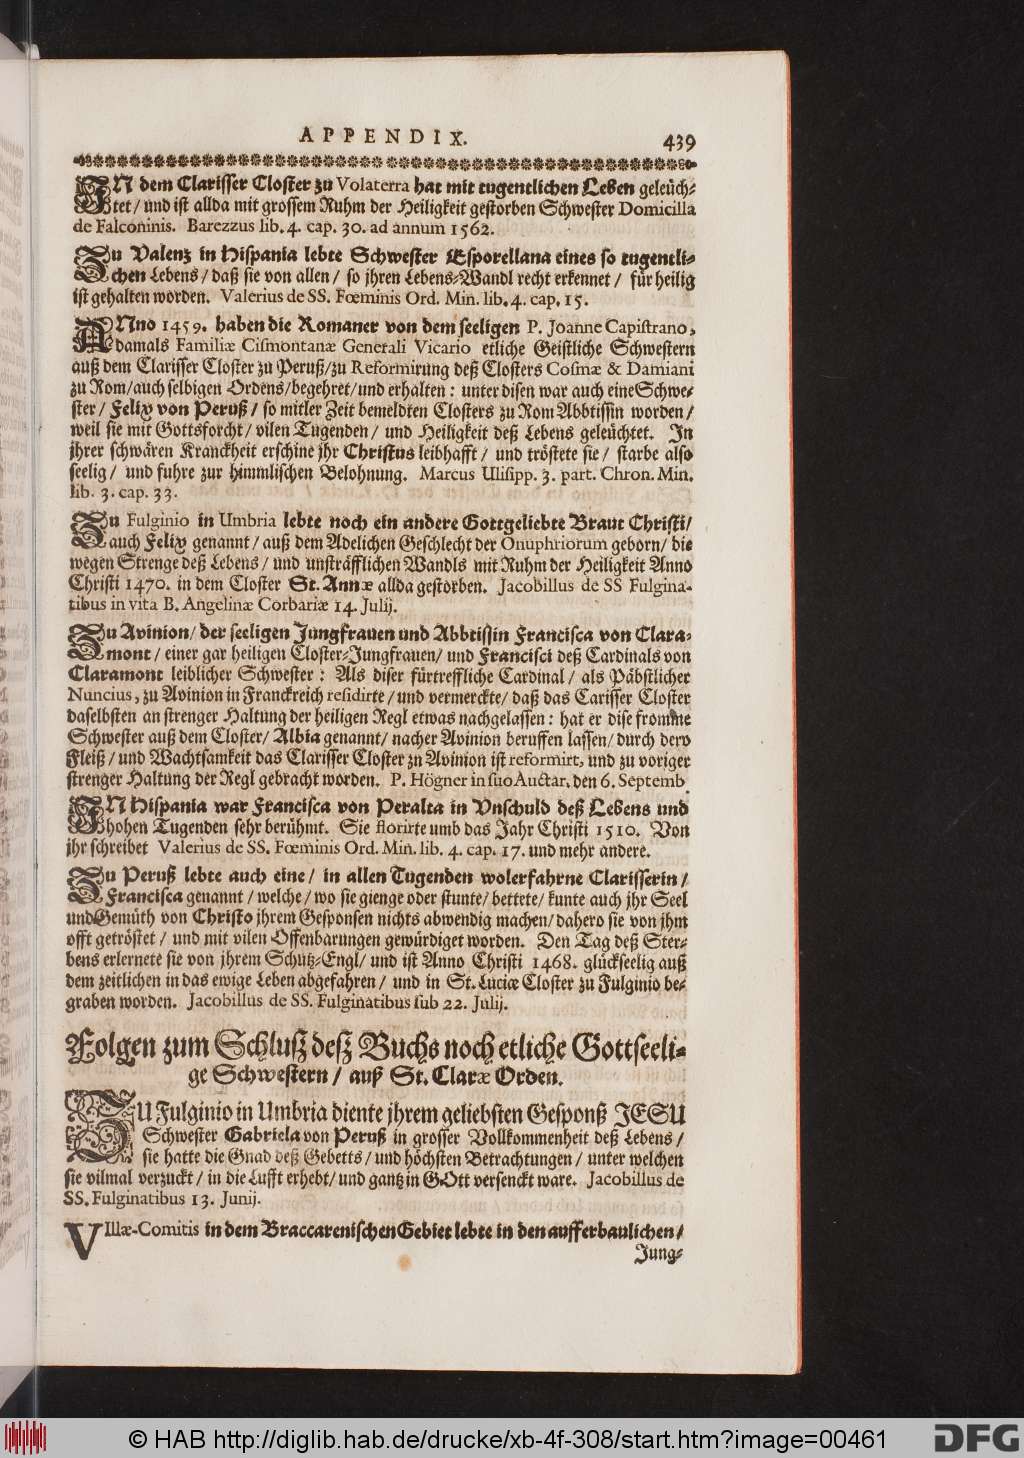 APPENDIX. 439
IN dem Clarisser Closter zu Volaterra hat mit tugentlichen Leben geleüch-
tet / und ist allda mit grossem Ruhm der Heiligkeit gestorben Schwester Domicilla
de Falconinis. Barezzus lib. 4. cap. 30. ad annum 1562.
Zu Valenz in Hispania lebte Schwester Esporellana eines so tugentli-
chen Lebens / daß sie von allen / so jhren Lebens-Wandl recht erkennet / für heilig
ist gehalten worden. Valerius de SS. Fœminis Ord. Min. lib. 4. cap. 15.
ANno 1459. haben die Romaner von dem seeligen P. Joanne Capistrano,
damals Familiæ Cismontanæ Generali Vicario etliche Geistliche Schwestern
auß dem Clarisser Closter zu Peruß/zu Reformirung deß Closters Cosmæ & Damiani
zu Rom/auch selbigen Ordens/begehret/und erhalten: unter disen war auch eine Schwe-
ster / Felix von Peruß / so mitler Zeit bemeldten Closters zu Rom Abbtissin worden /
weil sie mit Gottsforcht / vilen Tugenden / und Heiligkeit deß Lebens geleüchtet. In
jhrer schwären Kranckheit erschine jhr Christus leibhafft / und tröstete sie / starbe also
seelig / und fuhre zur himmlischen Belohnung. Marcus Ulisipp. 3. part. Chron. Min.
lib. 3. cap. 33.
Zu Fulginio in Umbria lebte noch ein andere Gottgeliebte Braut Christi/
auch Felix genannt / auß dem Adelichen Geschlecht der Onuphriorum geborn / die
wegen Strenge deß Lebens / und unsträfflichen Wandls mit Ruhm der Heiligkeit Anno
Christi 1470. in dem Closter St. Annæ allda gestorben. Jacobillus de SS Fulgina-
tibus in vita B. Angelinæ Corbariæ 14. Julij.
Zu Avinion / der seeligen Jungfrauen und Abbtissin Francisca von Clara-
mont / einer gar heiligen Closter-Jungfrauen / und Francisci deß Cardinals von
Claramont leiblicher Schwester: Als diser fürtreffliche Cardinal / als Päbstlicher
Nuncius, zu Avinion in Franckreich residirte / und vermerckte / daß das Carisser Closter
daselbsten an strenger Haltung der heiligen Regl etwas nachgelassen: hat er dise fromme
Schwester auß dem Closter / Albia genannt / nacher Avinion beruffen lassen / durch dero
Fleiß / und Wachtsamkeit das Clarisser Closter zu Avinion ist reformirt, und zu voriger
strenger Haltung der Regl gebracht worden. P. Högner in suo Auctar. den 6. Septemb.
IN Hispania war Francisca von Peralta in Vnschuld deß Lebens und
hohen Tugenden sehr berühmt. Sie florirte umb das Jahr Christi 1510. Von
jhr schreibet Valerius de SS. Fœminis Ord. Min. lib. 4. cap. 17. und mehr andere.
Zu Peruß lebte auch eine / in allen Tugenden wolerfahrne Clarisserin /
Francisca genannt / welche / wo sie gienge oder stunte / bettete / kunte auch jhr Seel
und Gemüth von Christo jhrem Gesponsen nichts abwendig machen / dahero sie von jhm
offt getröstet / und mit vilen Offenbarungen gewürdiget worden. Den Tag deß Ster-
bens erlernete sie von jhrem Schutz-Engl / und ist Anno Christi 1468. glückseelig auß
dem zeitlichen in das ewige Leben abgefahren / und in St. Luciæ Closter zu Fulginio be-
graben worden. Jacobillus de SS. Fulginatibus sub 22. Julij.
Folgen zum Schluß deß Buchs noch etliche Gottseeli-
ge Schwestern / auß St. Claræ Orden.
ZU Fulginio in Umbria diente jhrem geliebsten Gesponß JESU
Schwester Gabriela von Peruß in grosser Vollkommenheit deß Lebens /
sie hatte die Gnad deß Gebetts / und höchsten Betrachtungen / unter welchen
sie vilmal verzuckt / in die Lufft erhebt / und gantz in GOtt versenckt ware. Jacobillus de
SS. Fulginatibus 13. Junij.
VIllæ-Comitis in dem Braccarenischen Gebiet lebte in den aufferbaulichen /
Jung-
© HAB http://diglib.hab.de/drucke/xb-4f-308/start.htm?image=00461
DFG